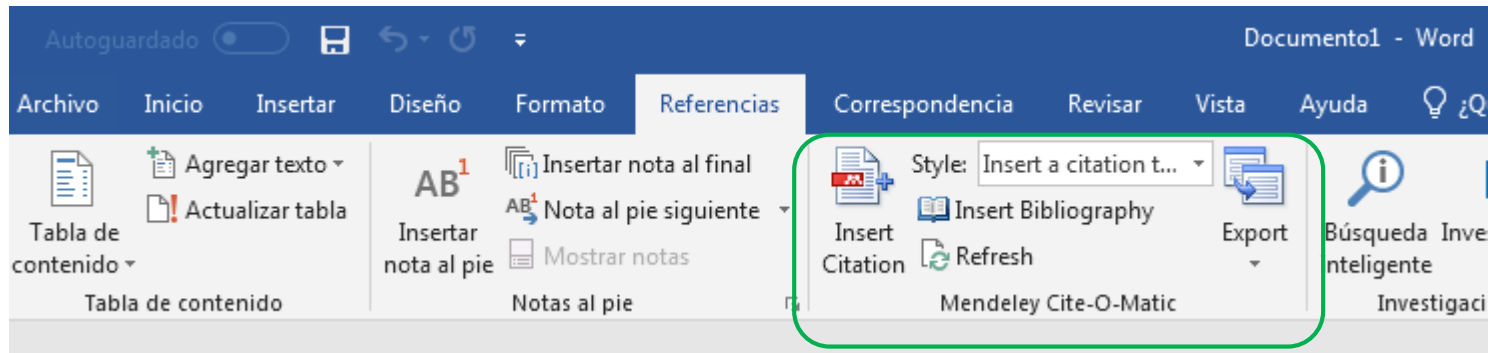 Autoguardado
Documento1 - Word
Archivo Inicio Insertar Diseño Formato Referencias Correspondencia Revisar Vista Ayuda
Tabla de contenido
Agregar texto
Actualizar tabla
Tabla de contenido
AB1
Insertar nota al pie
[i] Insertar nota al final
AB1 Nota al pie siguiente
Mostrar notas
Notas al pie
Insert Citation
Style: Insert a citation t...
Insert Bibliography
Refresh
Export
Mendeley Cite-O-Matic
Búsqueda inteligente